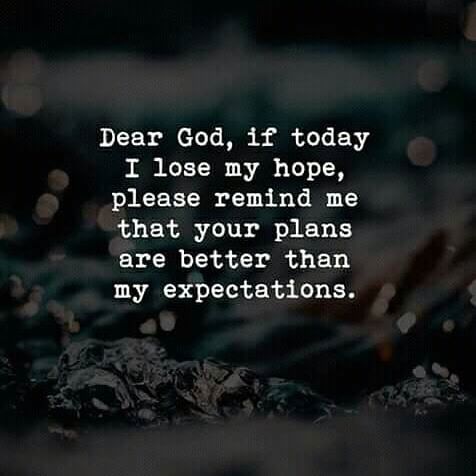 Dear God, if today
I lose my hope,
please remind me
that your plans
are better than
my expectations.